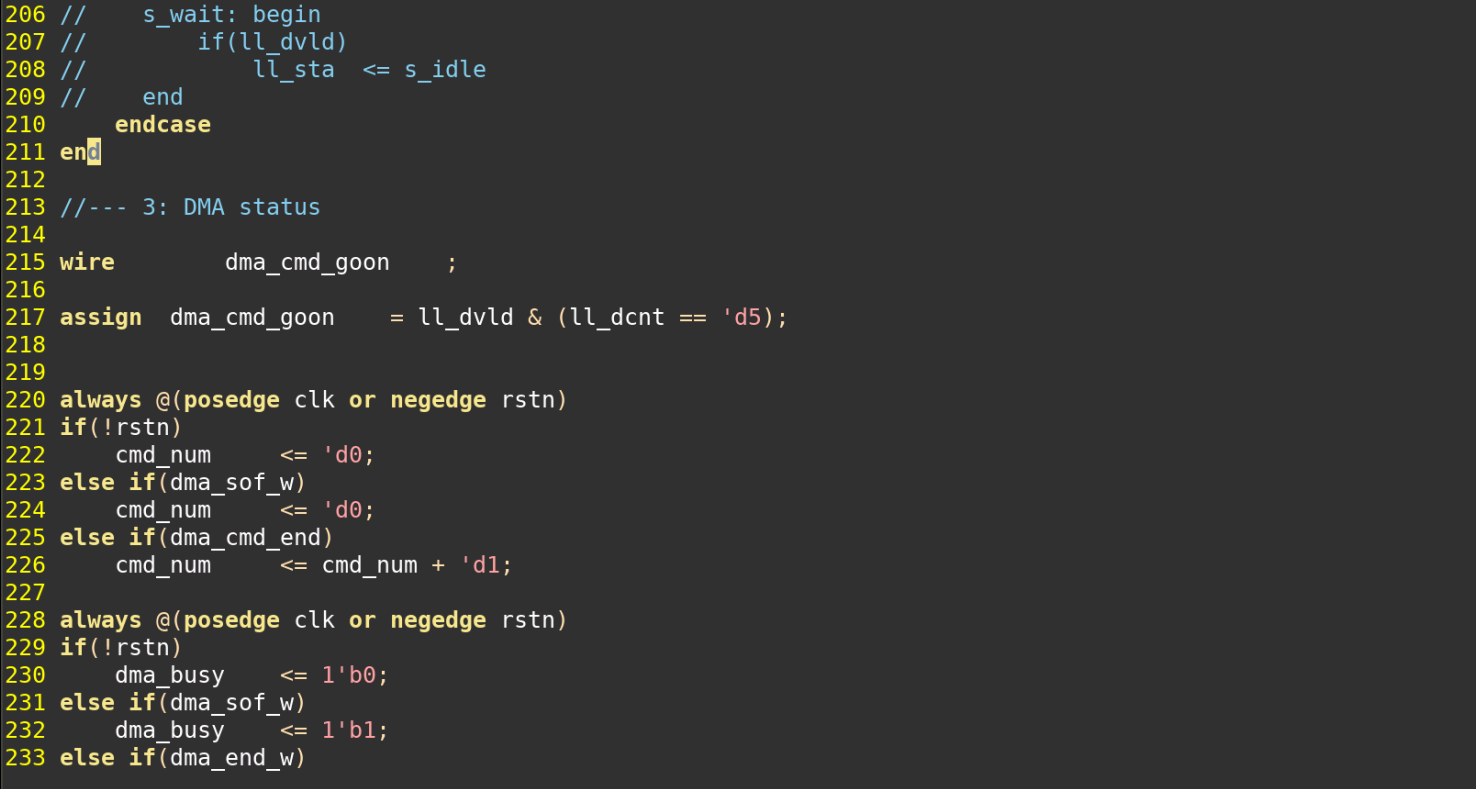 206 //    s_wait: begin
207 //        if(ll_dvld)
208 //            ll_sta  <= s_idle
209 //    end
210     endcase
211 end
212
213 //--- 3: DMA status
214
215 wire        dma_cmd_goon    ;
216
217 assign  dma_cmd_goon    = ll_dvld & (ll_dcnt == 'd5);
218
219
220 always @(posedge clk or negedge rstn)
221 if(!rstn)
222     cmd_num     <= 'd0;
223 else if(dma_sof_w)
224     cmd_num     <= 'd0;
225 else if(dma_cmd_end)
226     cmd_num     <= cmd_num + 'd1;
227
228 always @(posedge clk or negedge rstn)
229 if(!rstn)
230     dma_busy    <= 1'b0;
231 else if(dma_sof_w)
232     dma_busy    <= 1'b1;
233 else if(dma_end_w)